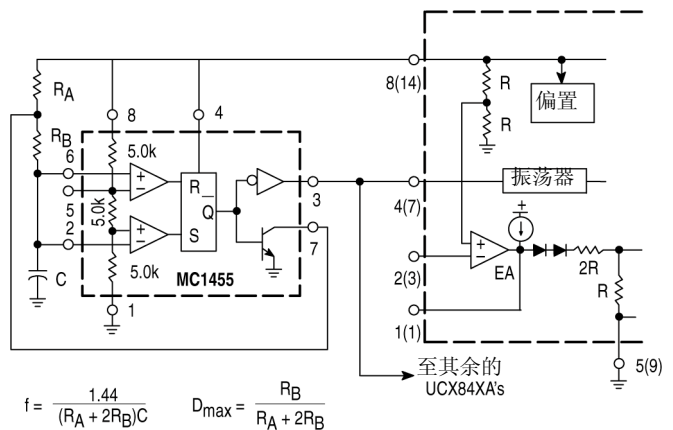 R_A
R_B
8
4
6
5.0k
5
5.0k
2
5.0k
C
1
R
Q̅
S
MC1455
3
7
8(14)
R
R
偏置
4(7)
振荡器
+
−
+
−
+
−
+
EA
2(3)
1(1)
2R
R
5(9)
至其余的
UCX84XA's
f = 1.44 / (R_A + 2R_B)C
D_max = R_B / R_A + 2R_B